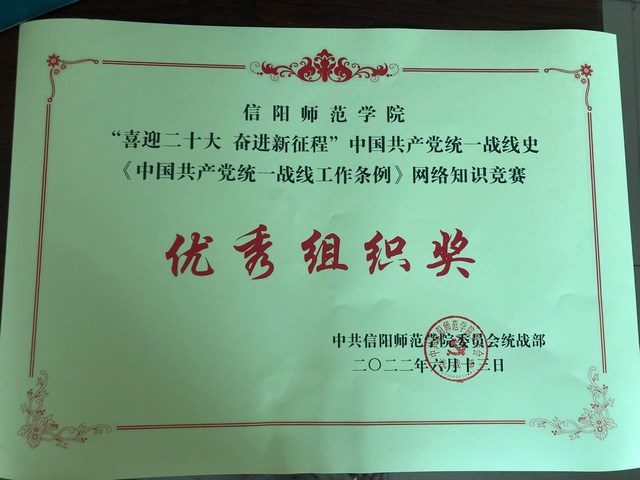 信阳师范学院
“喜迎二十大 奋进新征程”中国共产党统一战线史
《中国共产党统一战线工作条例》网络知识竞赛
优秀组织奖
中共信阳师范学院委员会统战部
二〇二二年六月十三日